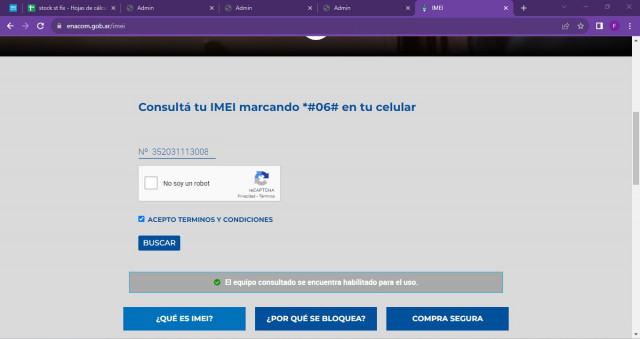 stock st fis - Hojas de cálcu
Admin
Admin
Admin
IMEI
enacom.gob.ar/imei
Consultá tu IMEI marcando *#06# en tu celular
Nº 352031113008
No soy un robot
reCAPTCHA
Privacidad - Términos
ACEPTO TERMINOS Y CONDICIONES
BUSCAR
El equipo consultado se encuentra habilitado para el uso.
¿QUÉ ES IMEI?
¿POR QUÉ SE BLOQUEA?
COMPRA SEGURA